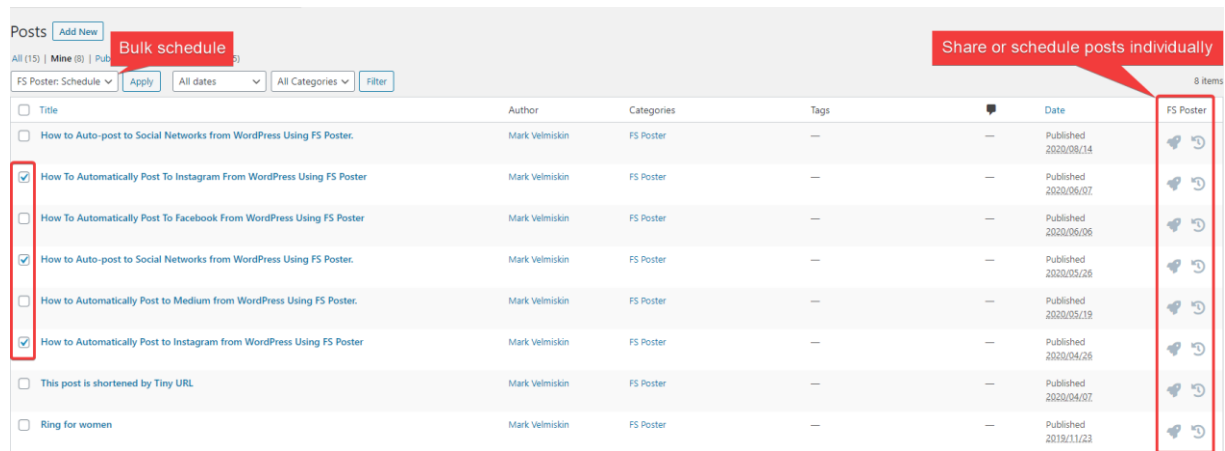 Posts Add New
Bulk schedule
Share or schedule posts individually
All (15) | Mine (8) | Pub 5)
FS Poster: Schedule Apply All dates All Categories Filter 8 items
Title Author Categories Tags Date FS Poster
How to Auto-post to Social Networks from WordPress Using FS Poster. Mark Velmiskin FS Poster — — Published
2020/08/14
How To Automatically Post To Instagram From WordPress Using FS Poster Mark Velmiskin FS Poster — — Published
2020/06/07
How To Automatically Post To Facebook From WordPress Using FS Poster Mark Velmiskin FS Poster — — Published
2020/06/06
How to Auto-post to Social Networks from WordPress Using FS Poster. Mark Velmiskin FS Poster — — Published
2020/05/26
How to Automatically Post to Medium from WordPress Using FS Poster. Mark Velmiskin FS Poster — — Published
2020/05/19
How to Automatically Post to Instagram from WordPress Using FS Poster Mark Velmiskin FS Poster — — Published
2020/04/26
This post is shortened by Tiny URL Mark Velmiskin FS Poster — — Published
2020/04/07
Ring for women Mark Velmiskin FS Poster — — Published
2019/11/23